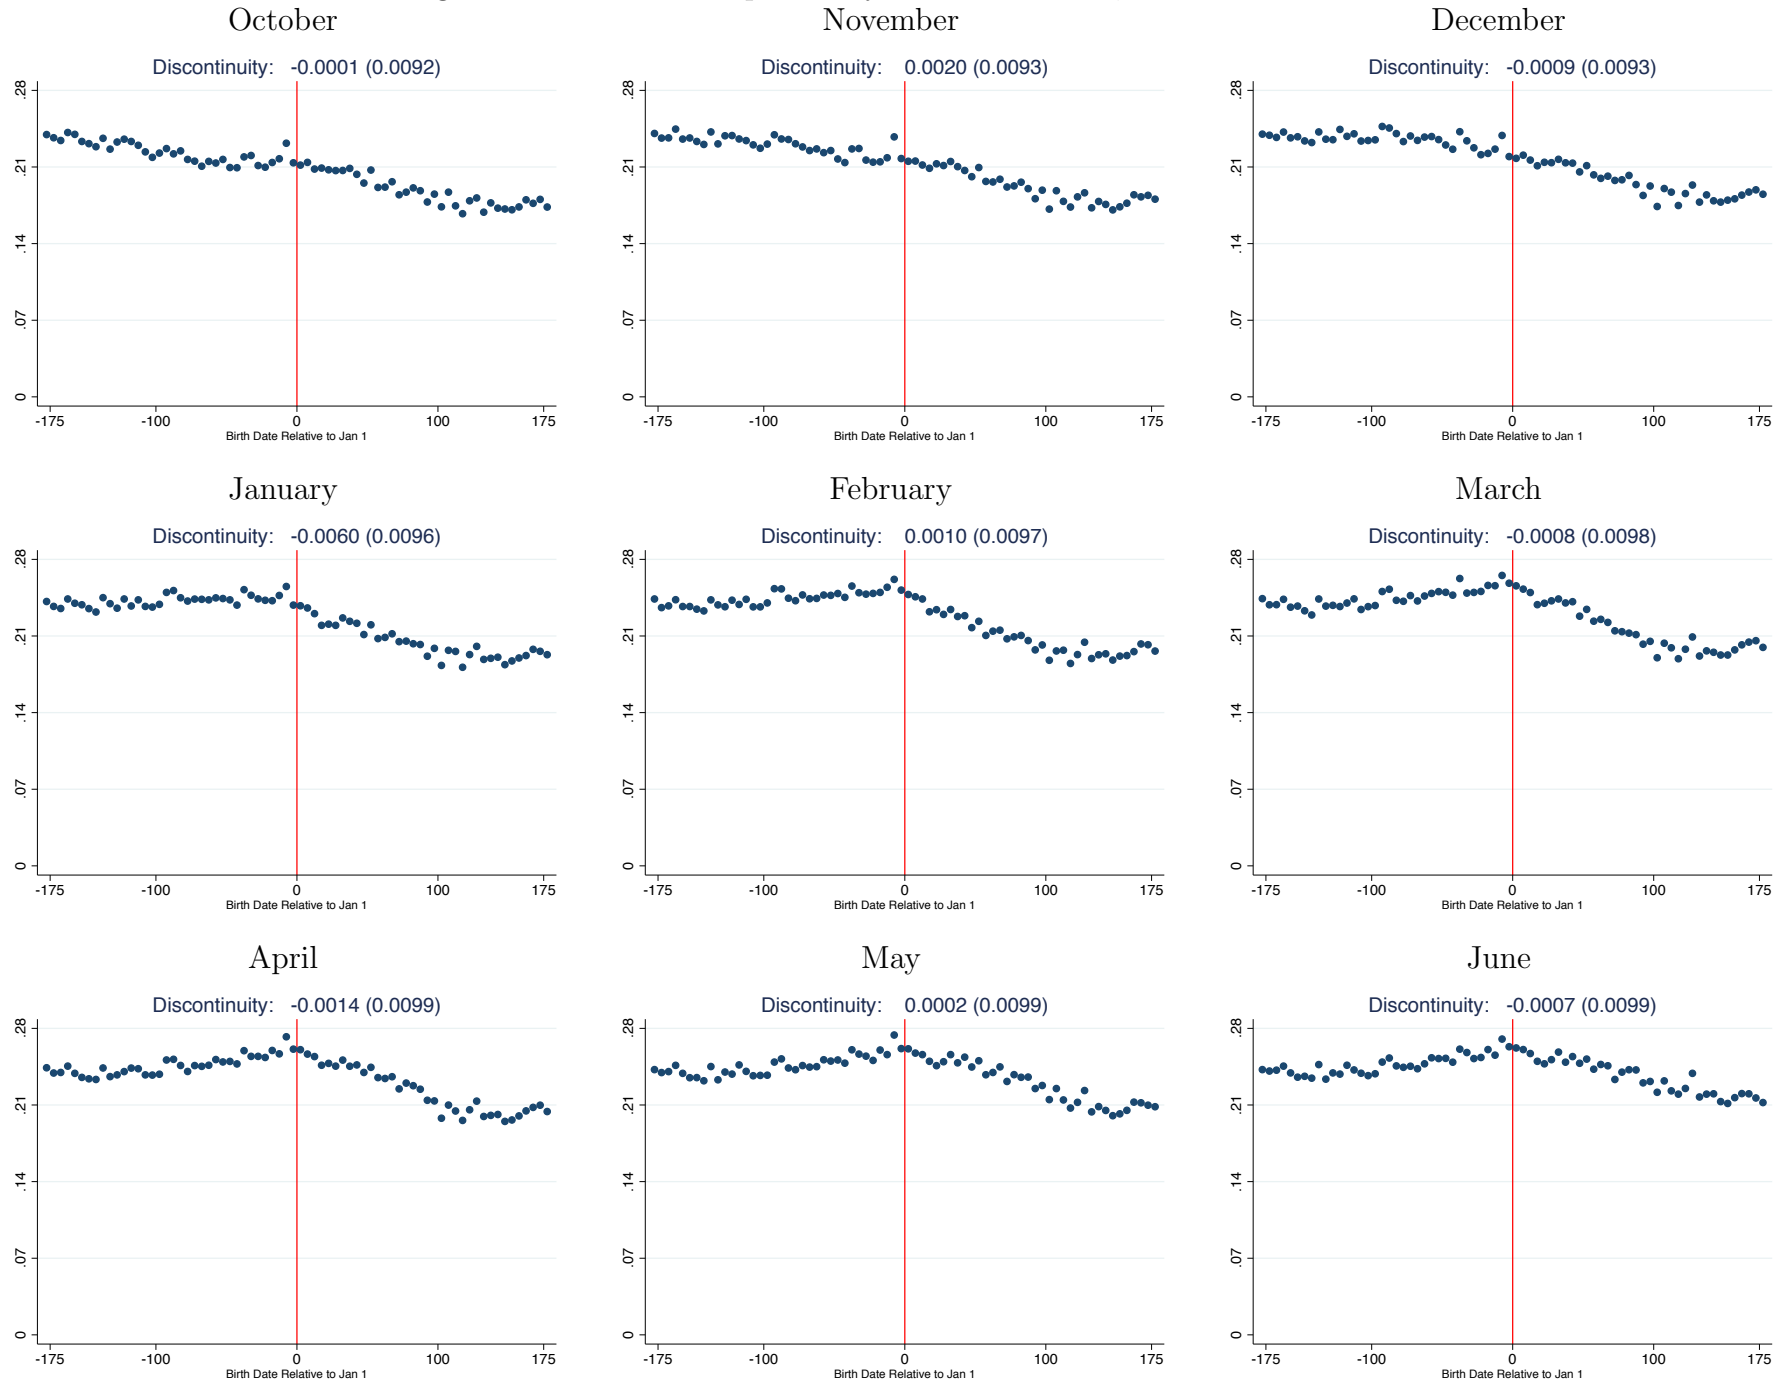 October
Discontinuity: -0.0001 (0.0092)
.28
.21
.14
.07
0
-175 -100 0 100 175
Birth Date Relative to Jan 1
November
Discontinuity: 0.0020 (0.0093)
.28
.21
.14
.07
0
-175 -100 0 100 175
Birth Date Relative to Jan 1
December
Discontinuity: -0.0009 (0.0093)
.28
.21
.14
.07
0
-175 -100 0 100 175
Birth Date Relative to Jan 1
January
Discontinuity: -0.0060 (0.0096)
.28
.21
.14
.07
0
-175 -100 0 100 175
Birth Date Relative to Jan 1
February
Discontinuity: 0.0010 (0.0097)
.28
.21
.14
.07
0
-175 -100 0 100 175
Birth Date Relative to Jan 1
March
Discontinuity: -0.0008 (0.0098)
.28
.21
.14
.07
0
-175 -100 0 100 175
Birth Date Relative to Jan 1
April
Discontinuity: -0.0014 (0.0099)
.28
.21
.14
.07
0
-175 -100 0 100 175
Birth Date Relative to Jan 1
May
Discontinuity: 0.0002 (0.0099)
.28
.21
.14
.07
0
-175 -100 0 100 175
Birth Date Relative to Jan 1
June
Discontinuity: -0.0007 (0.0099)
.28
.21
.14
.07
0
-175 -100 0 100 175
Birth Date Relative to Jan 1